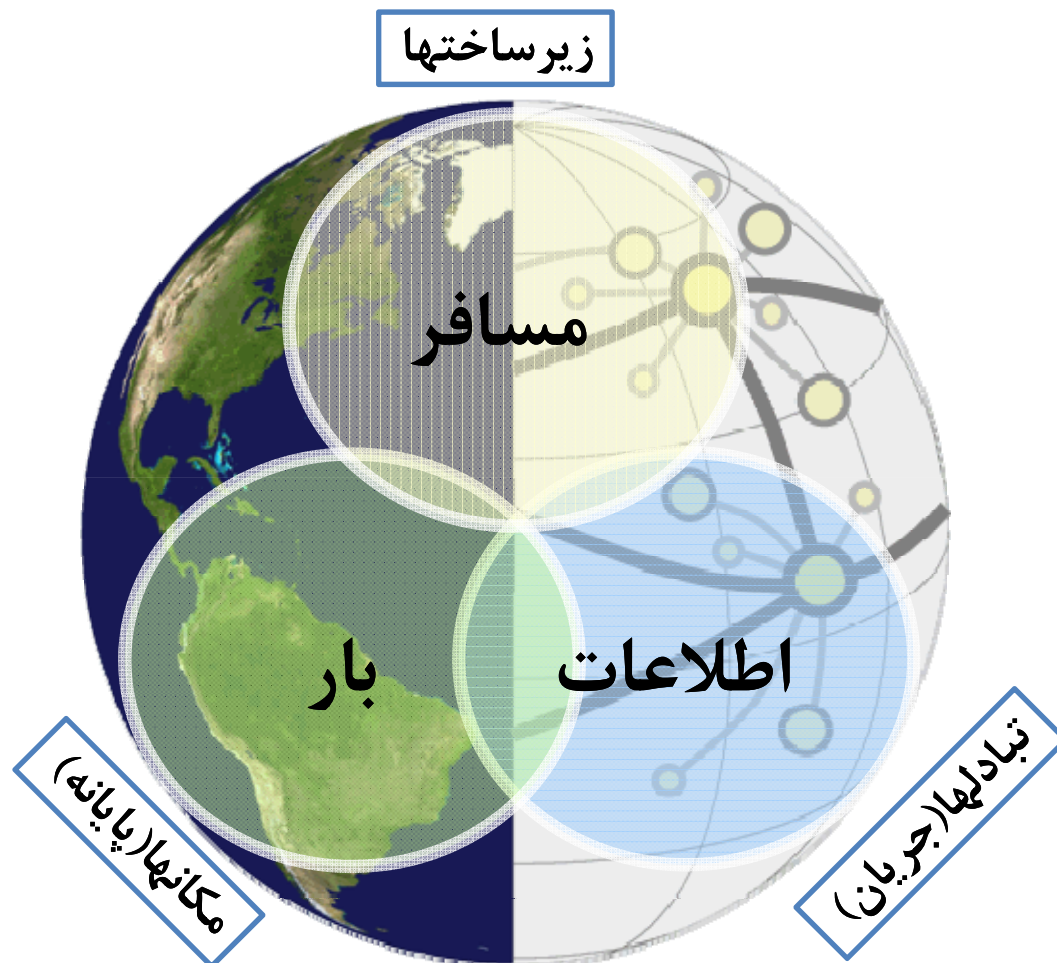 زیرساختها
مسافر
بار
اطلاعات
مکانها(پایانه)
تبادلها(جریان)